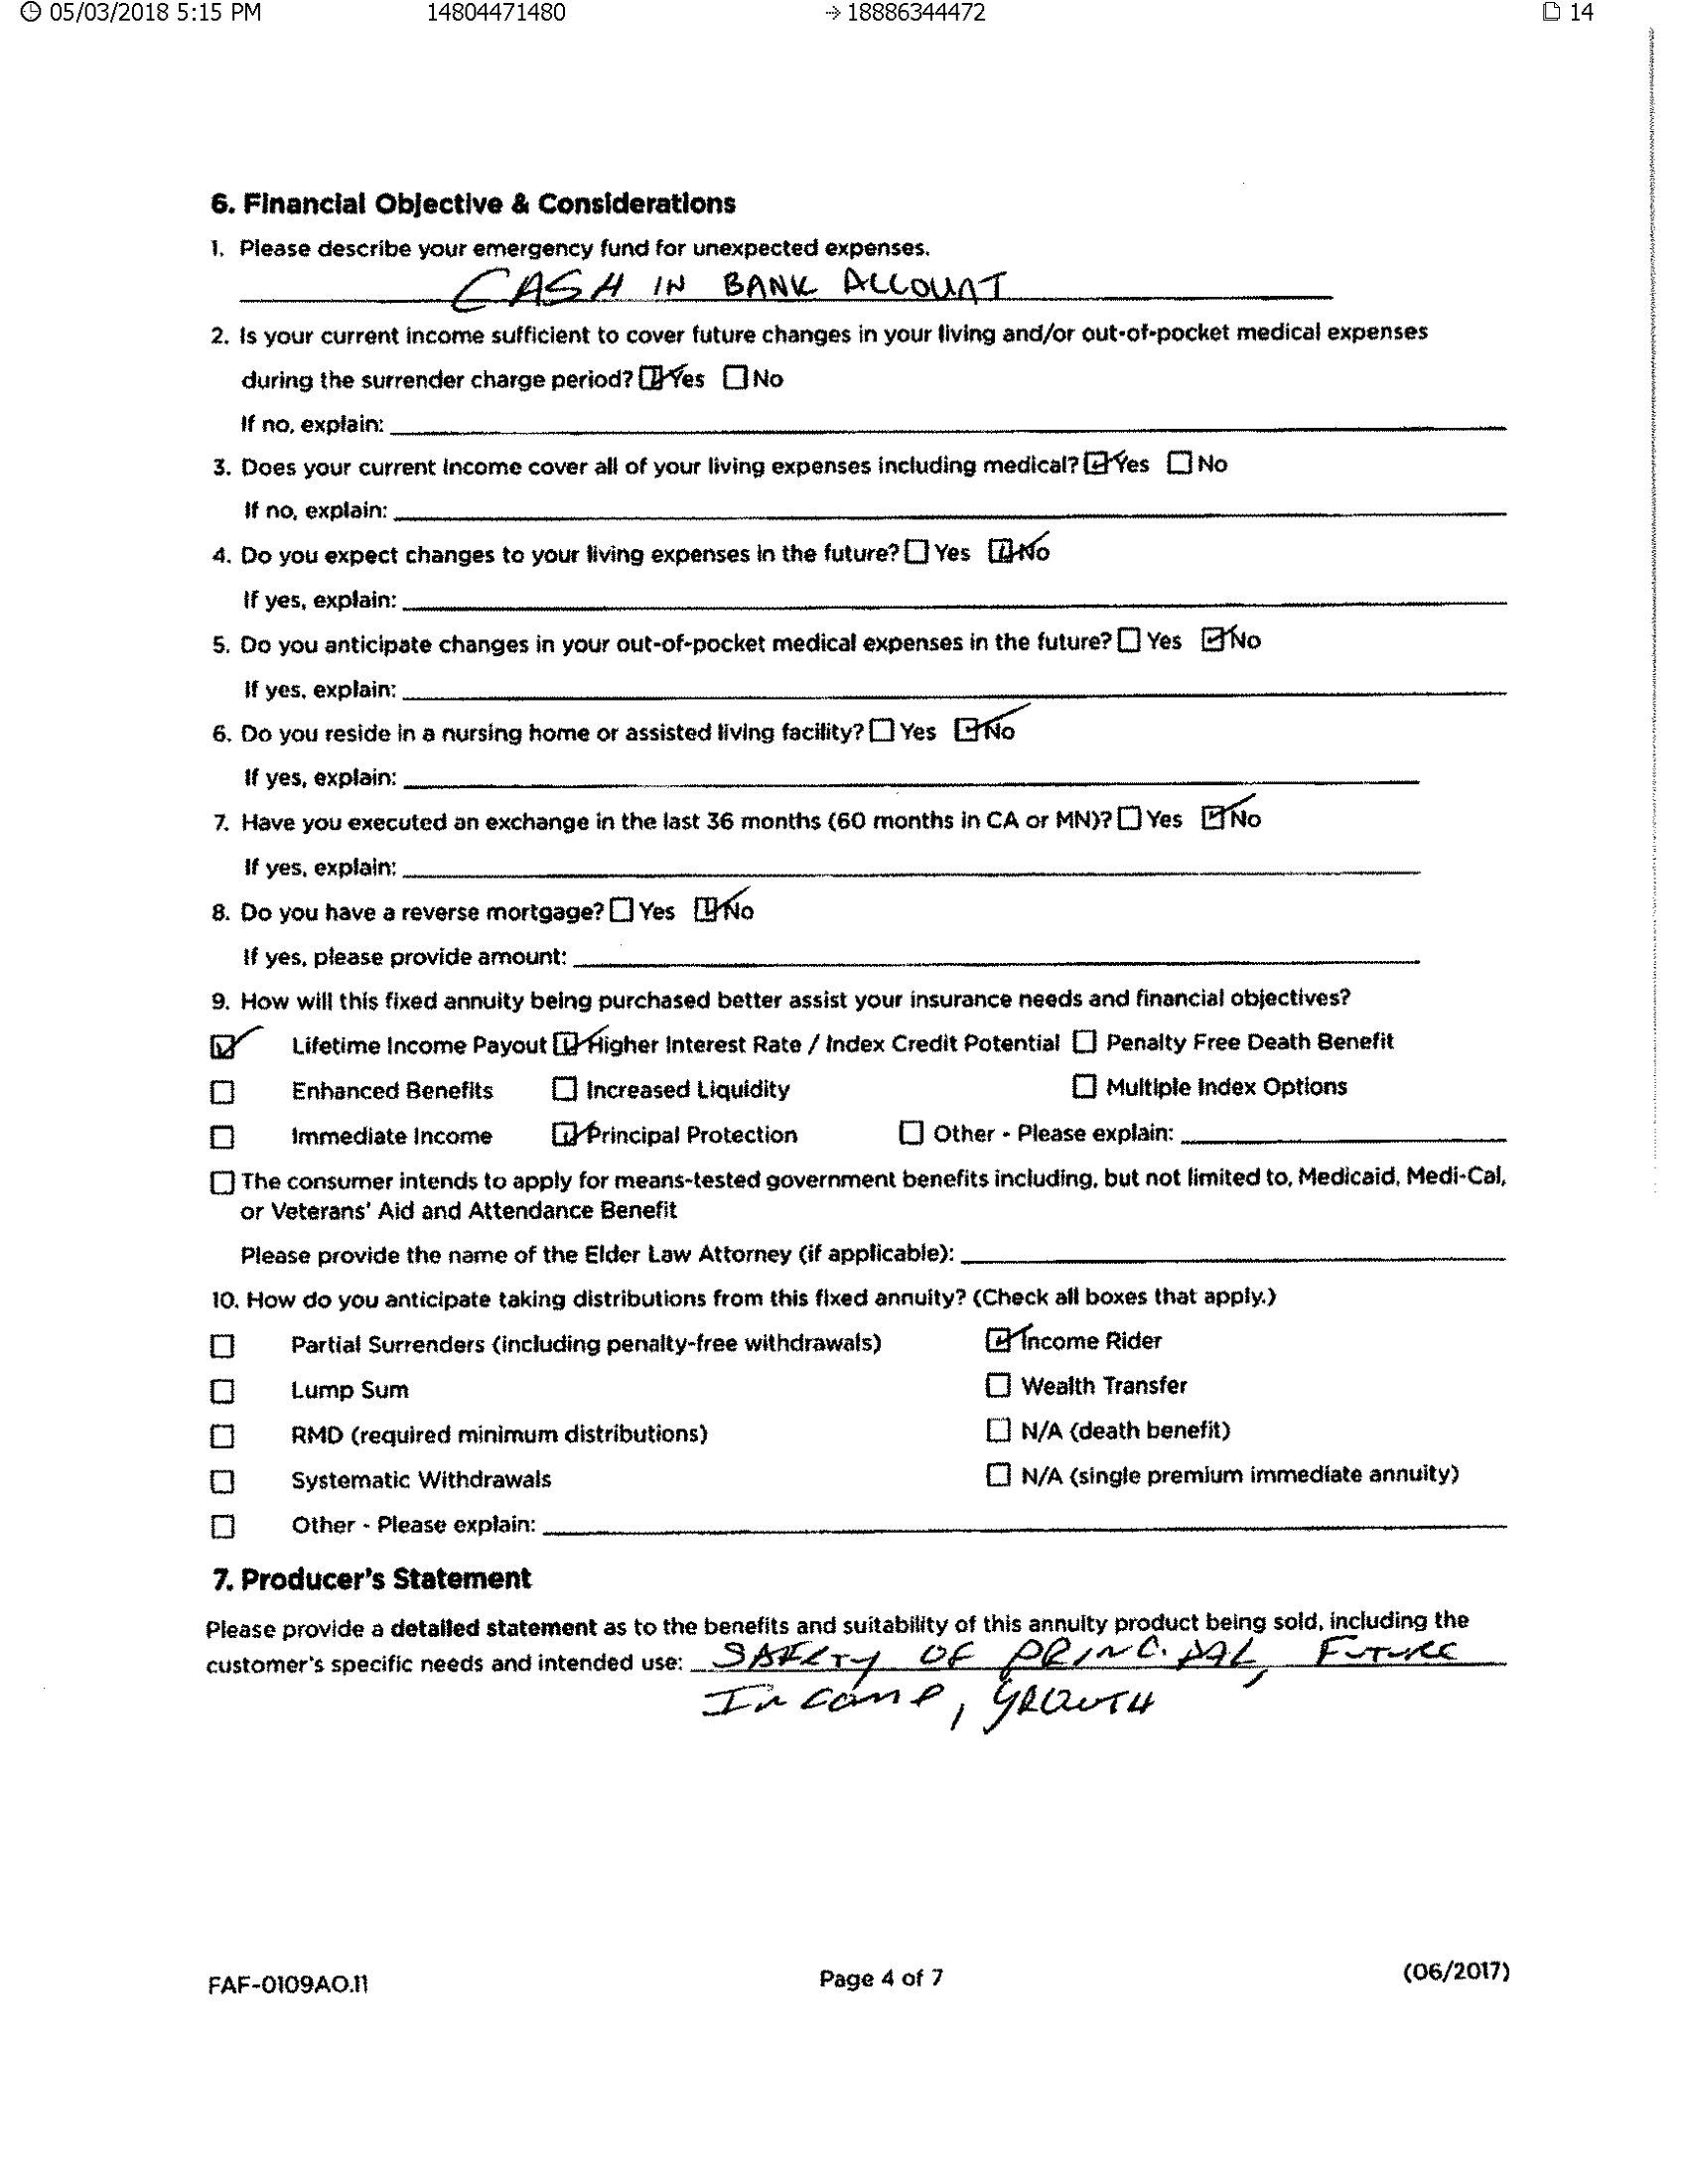 05/03/2018 5:15 PM 14804471480 → 18886344472 14
6. Financial Objective & Considerations
1. Please describe your emergency fund for unexpected expenses.
CASH IN BANK ACCOUNT
2. Is your current income sufficient to cover future changes in your living and/or out-of-pocket medical expenses
during the surrender charge period? ☑ Yes ☐ No
If no, explain:
3. Does your current income cover all of your living expenses including medical? ☑ Yes ☐ No
If no, explain:
4. Do you expect changes to your living expenses in the future? ☐ Yes ☑ No
If yes, explain:
5. Do you anticipate changes in your out-of-pocket medical expenses in the future? ☐ Yes ☑ No
If yes, explain:
6. Do you reside in a nursing home or assisted living facility? ☐ Yes ☑ No
If yes, explain:
7. Have you executed an exchange in the last 36 months (60 months in CA or MN)? ☐ Yes ☑ No
If yes, explain:
8. Do you have a reverse mortgage? ☐ Yes ☑ No
If yes, please provide amount:
9. How will this fixed annuity being purchased better assist your insurance needs and financial objectives?
☑ Lifetime Income Payout ☑ Higher Interest Rate / Index Credit Potential ☐ Penalty Free Death Benefit
☐ Enhanced Benefits ☐ Increased Liquidity ☐ Multiple Index Options
☐ Immediate Income ☑ Principal Protection ☐ Other - Please explain:
☐ The consumer intends to apply for means-tested government benefits including, but not limited to, Medicaid, Medi-Cal,
or Veterans' Aid and Attendance Benefit
Please provide the name of the Elder Law Attorney (if applicable):
10. How do you anticipate taking distributions from this fixed annuity? (Check all boxes that apply.)
☐ Partial Surrenders (including penalty-free withdrawals) ☑ Income Rider
☐ Lump Sum ☐ Wealth Transfer
☐ RMD (required minimum distributions) ☐ N/A (death benefit)
☐ Systematic Withdrawals ☐ N/A (single premium immediate annuity)
☐ Other - Please explain:
7. Producer's Statement
Please provide a detailed statement as to the benefits and suitability of this annuity product being sold, including the
customer's specific needs and intended use: SAFETY OF PRINCIPAL, FUTURE
INCOME, GROWTH
FAF-0109AO.11 Page 4 of 7 (06/2017)